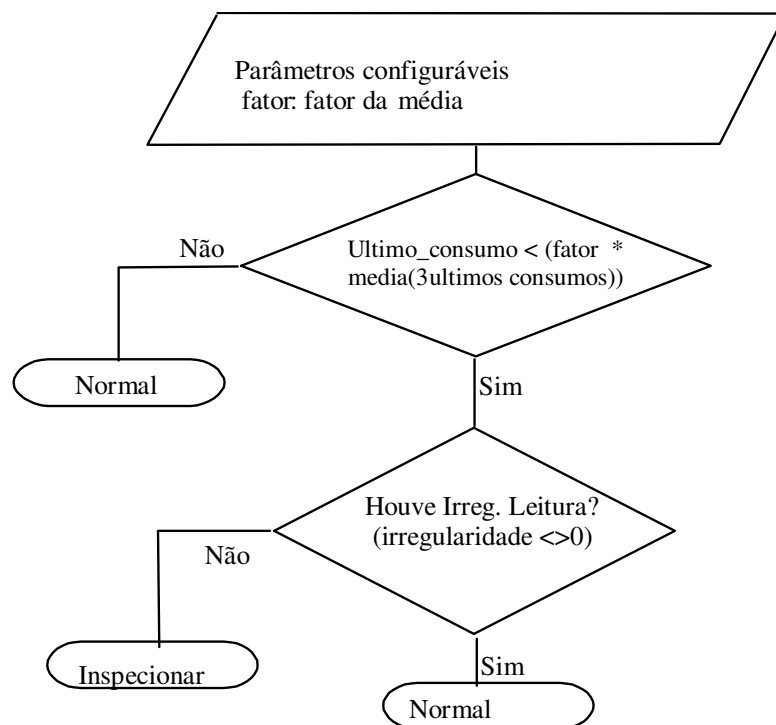 Parâmetros configuráveis
fator: fator da média
Não
Ultimo_consumo < (fator *
media(3ultimos consumos))
Normal
Sim
Houve Irreg. Leitura?
(irregularidade <>0)
Não
Inspecionar
Sim
Normal